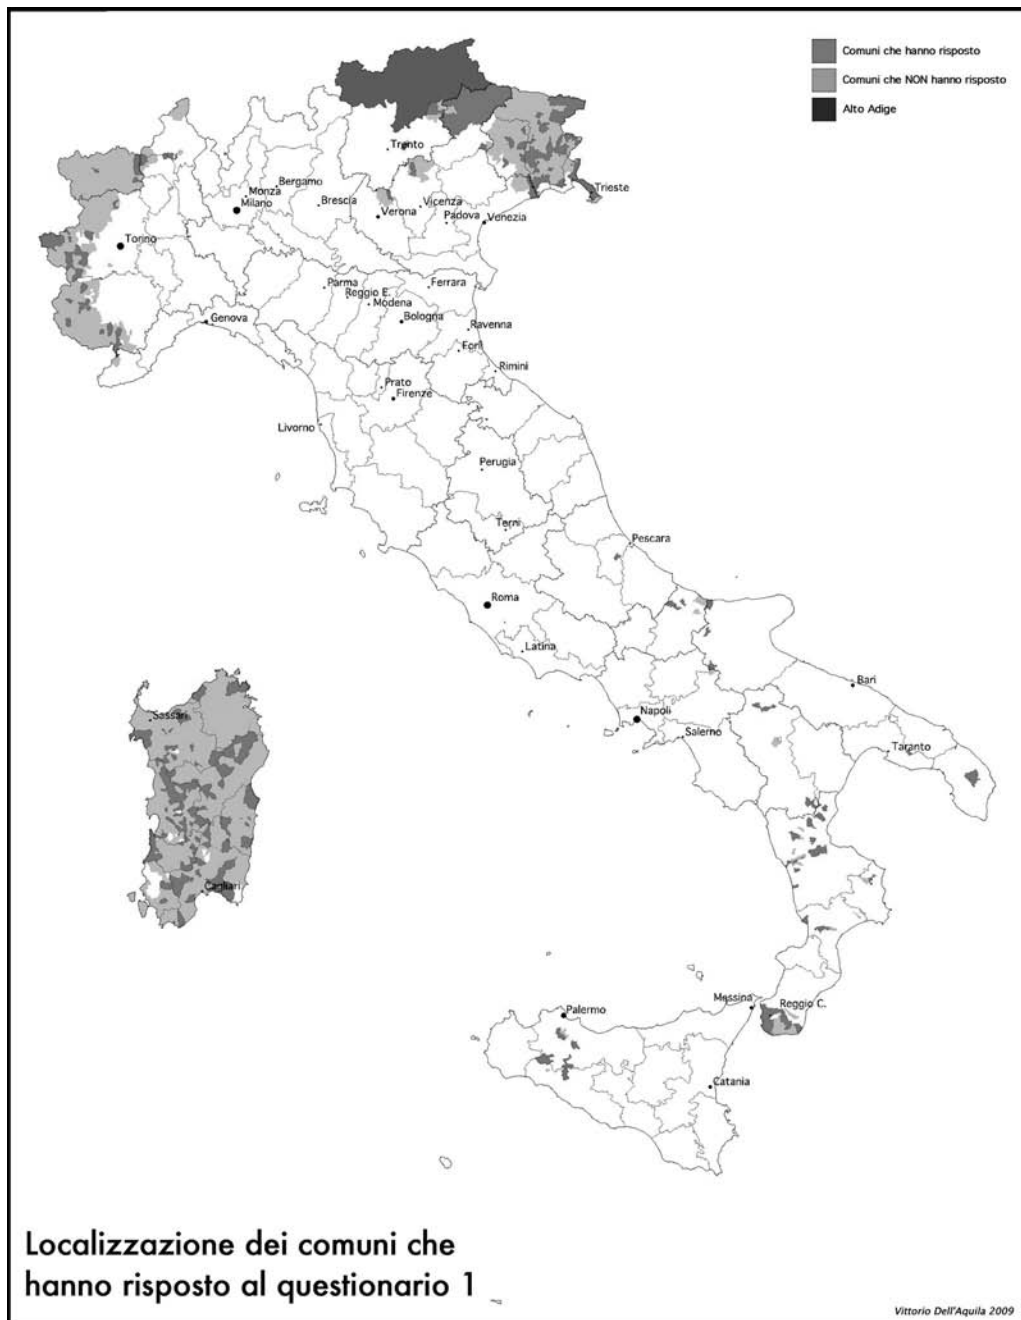 Comuni che hanno risposto
Comuni che NON hanno risposto
Alto Adige
Trento
Trieste
Bergamo
Monza
Milano
Brescia
Vicenza
Verona
Padova
Venezia
Torino
Parma
Ferrara
Reggio E.
Modena
Genova
Bologna
Ravenna
Forlì
Rimini
Prato
Firenze
Livorno
Perugia
Terni
Pescara
Roma
Latina
Bari
Sassari
Napoli
Salerno
Taranto
Cagliari
Messina
Reggio C.
Palermo
Catania
Localizzazione dei comuni che
hanno risposto al questionario 1
Vittorio Dell'Aquila 2009